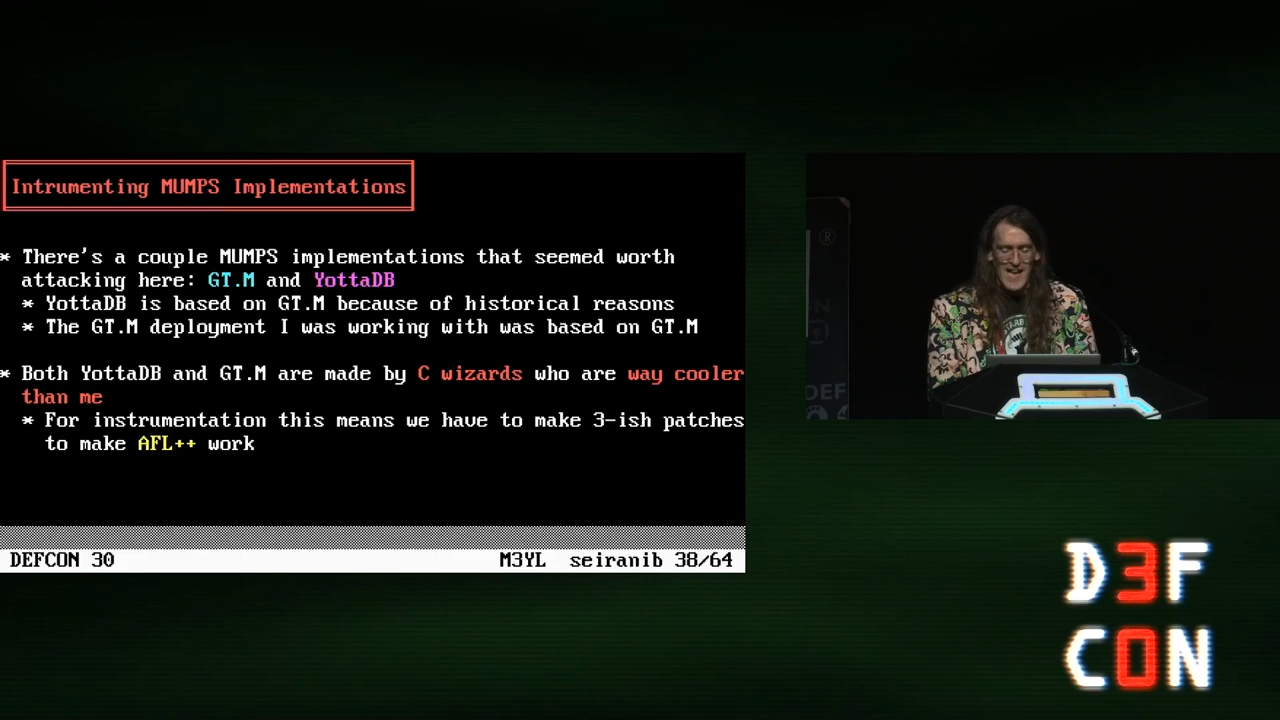 Intrumenting MUMPS Implementations
* There's a couple MUMPS implementations that seemed worth
attacking here: GT.M and YottaDB
* YottaDB is based on GT.M because of historical reasons
* The GT.M deployment I was working with was based on GT.M
* Both YottaDB and GT.M are made by C wizards who are way cooler
than me
* For instrumentation this means we have to make 3-ish patches
to make AFL++ work
DEFCON 30
M3YL seiranib 38/64
®
DEF
D3F
C0N